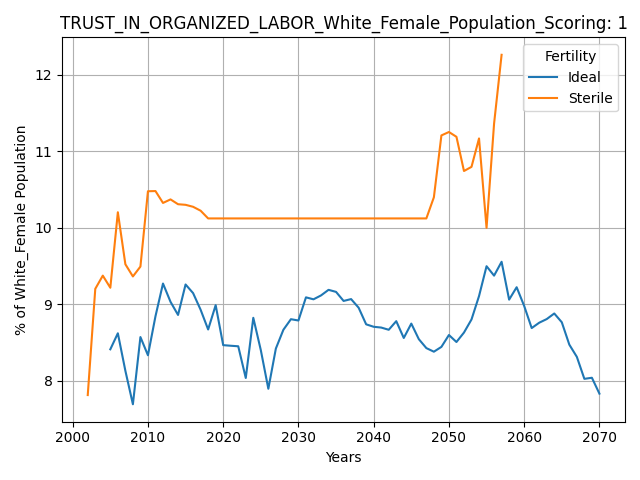 TRUST_IN_ORGANIZED_LABOR_White_Female_Population_Scoring: 1
Fertility
Ideal
Sterile
12
11
10
9
8
% of White_Female Population
2000 2010 2020 2030 2040 2050 2060 2070
Years